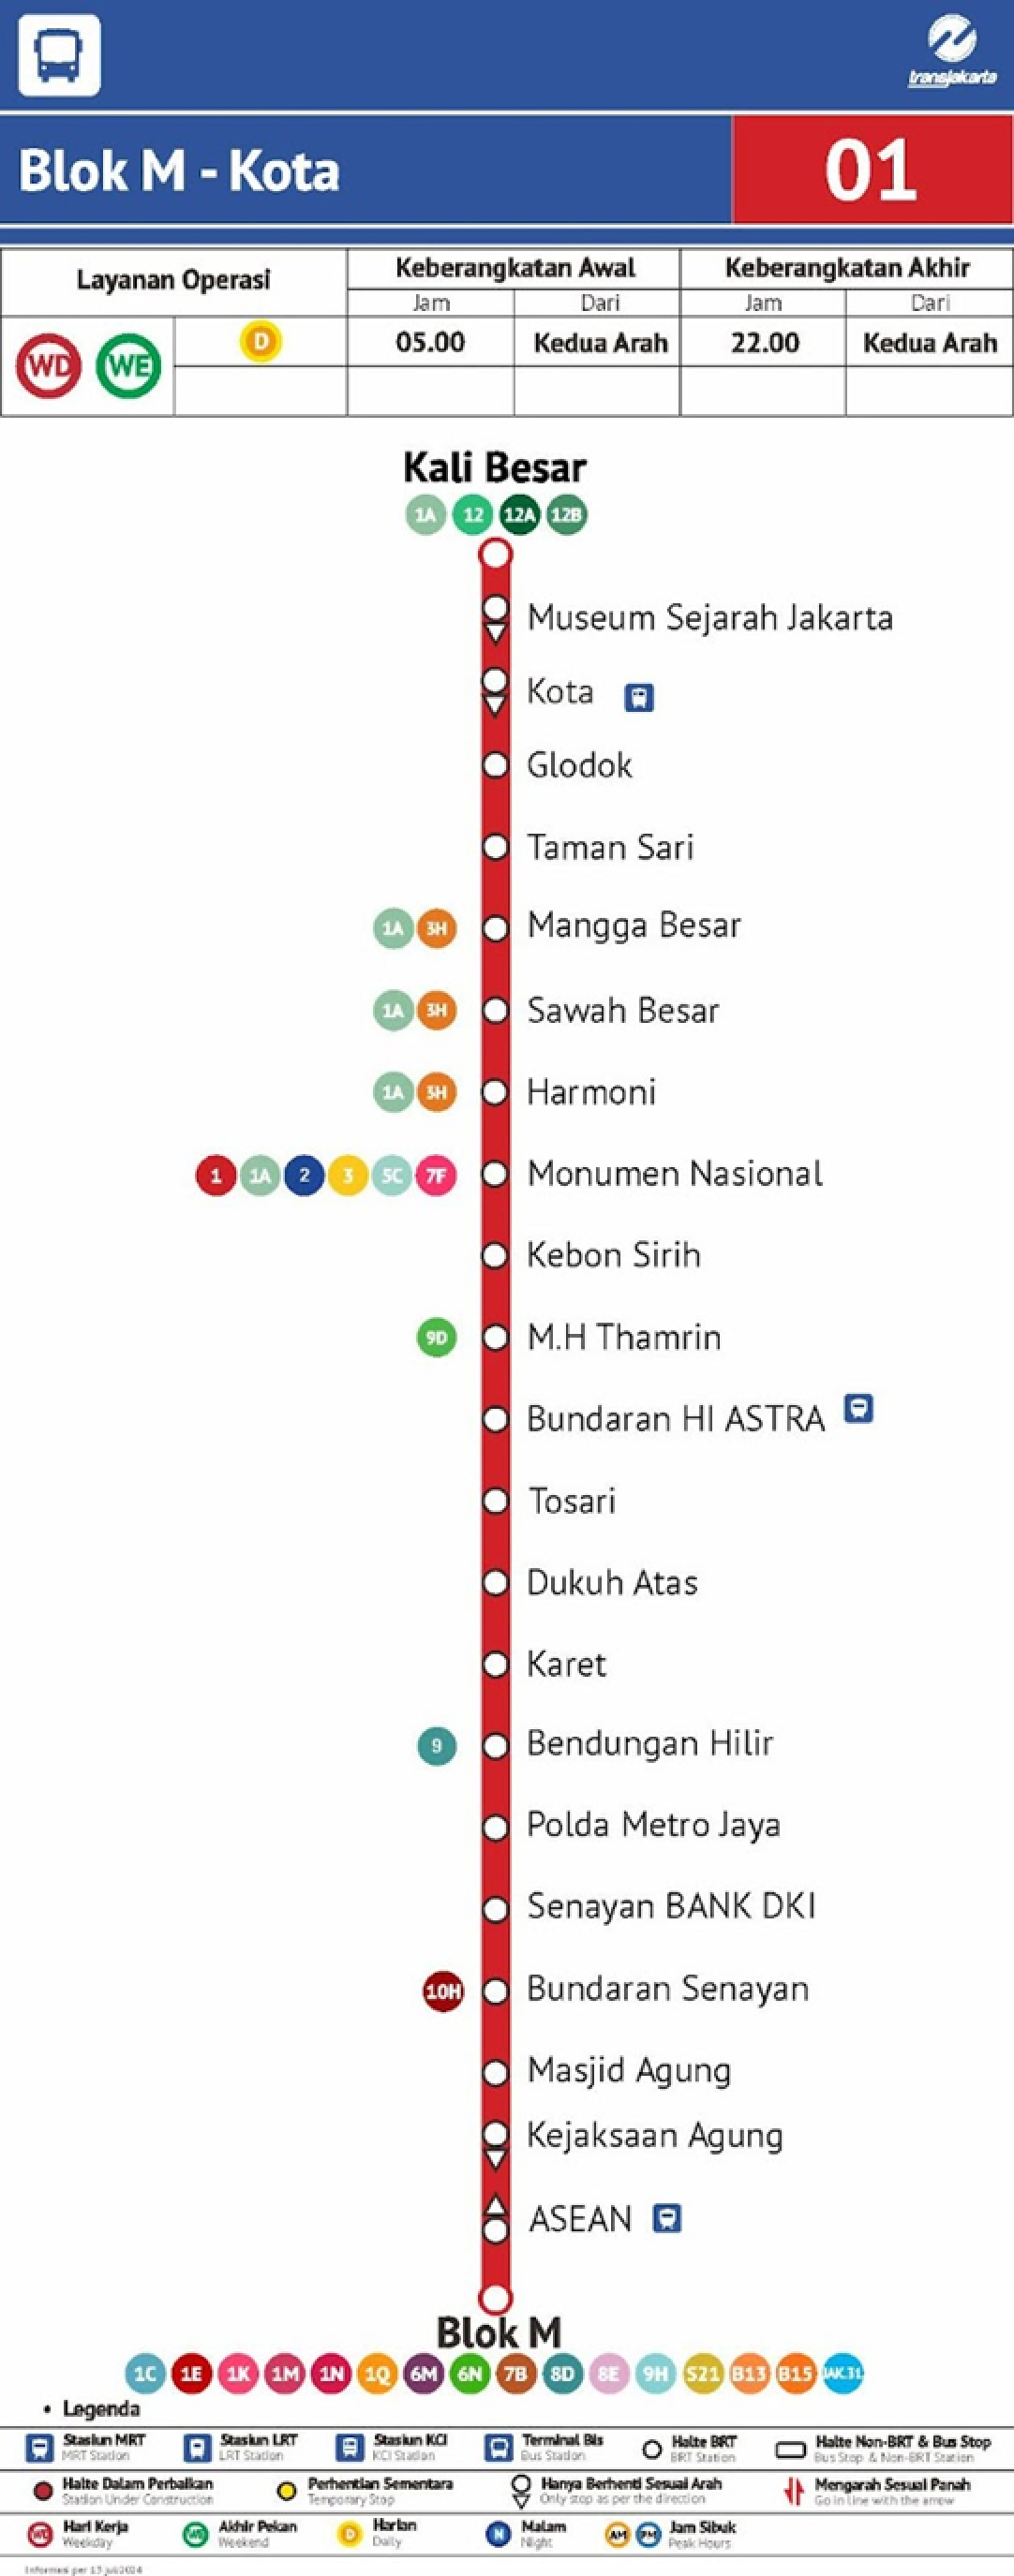 transjakarta
Blok M - Kota
01
Layanan Operasi
Keberangkatan Awal
Keberangkatan Akhir
Jam
Dari
Jam
Dari
WD WE
D
05.00
Kedua Arah
22.00
Kedua Arah
Kali Besar
1A 12 12A 12B
Museum Sejarah Jakarta
Kota
Glodok
Taman Sari
1A 3H Mangga Besar
1A 3H Sawah Besar
1A 3H Harmoni
1 1A 2 3 5C 7F Monumen Nasional
Kebon Sirih
9D M.H Thamrin
Bundaran HI ASTRA
Tosari
Dukuh Atas
Karet
9 Bendungan Hilir
Polda Metro Jaya
Senayan BANK DKI
10H Bundaran Senayan
Masjid Agung
Kejaksaan Agung
ASEAN
Blok M
1C 1E 1K 1M 1N 1Q 6M 6N 7B 8D 8E 9H S21 B13 B15 JAK.31
• Legenda
Stasiun MRT
MRT Station
Stasiun LRT
LRT Station
Stasiun KCI
KCI Station
Terminal Bis
Bus Station
Halte BRT
BRT Station
Halte Non-BRT & Bus Stop
Bus Stop & Non-BRT Station
Halte Dalam Perbaikan
Station Under Construction
Perhentian Sementara
Temporary Stop
Hanya Berhenti Sesuai Arah
Only stop as per the direction
Mengarah Sesuai Panah
Go in line with the arrow
WD
Hari Kerja
Weekday
WE
Akhir Pekan
Weekend
D
Harian
Daily
N
Malam
Night
AM PM
Jam Sibuk
Peak Hours
Informasi per 13 Juli 2024